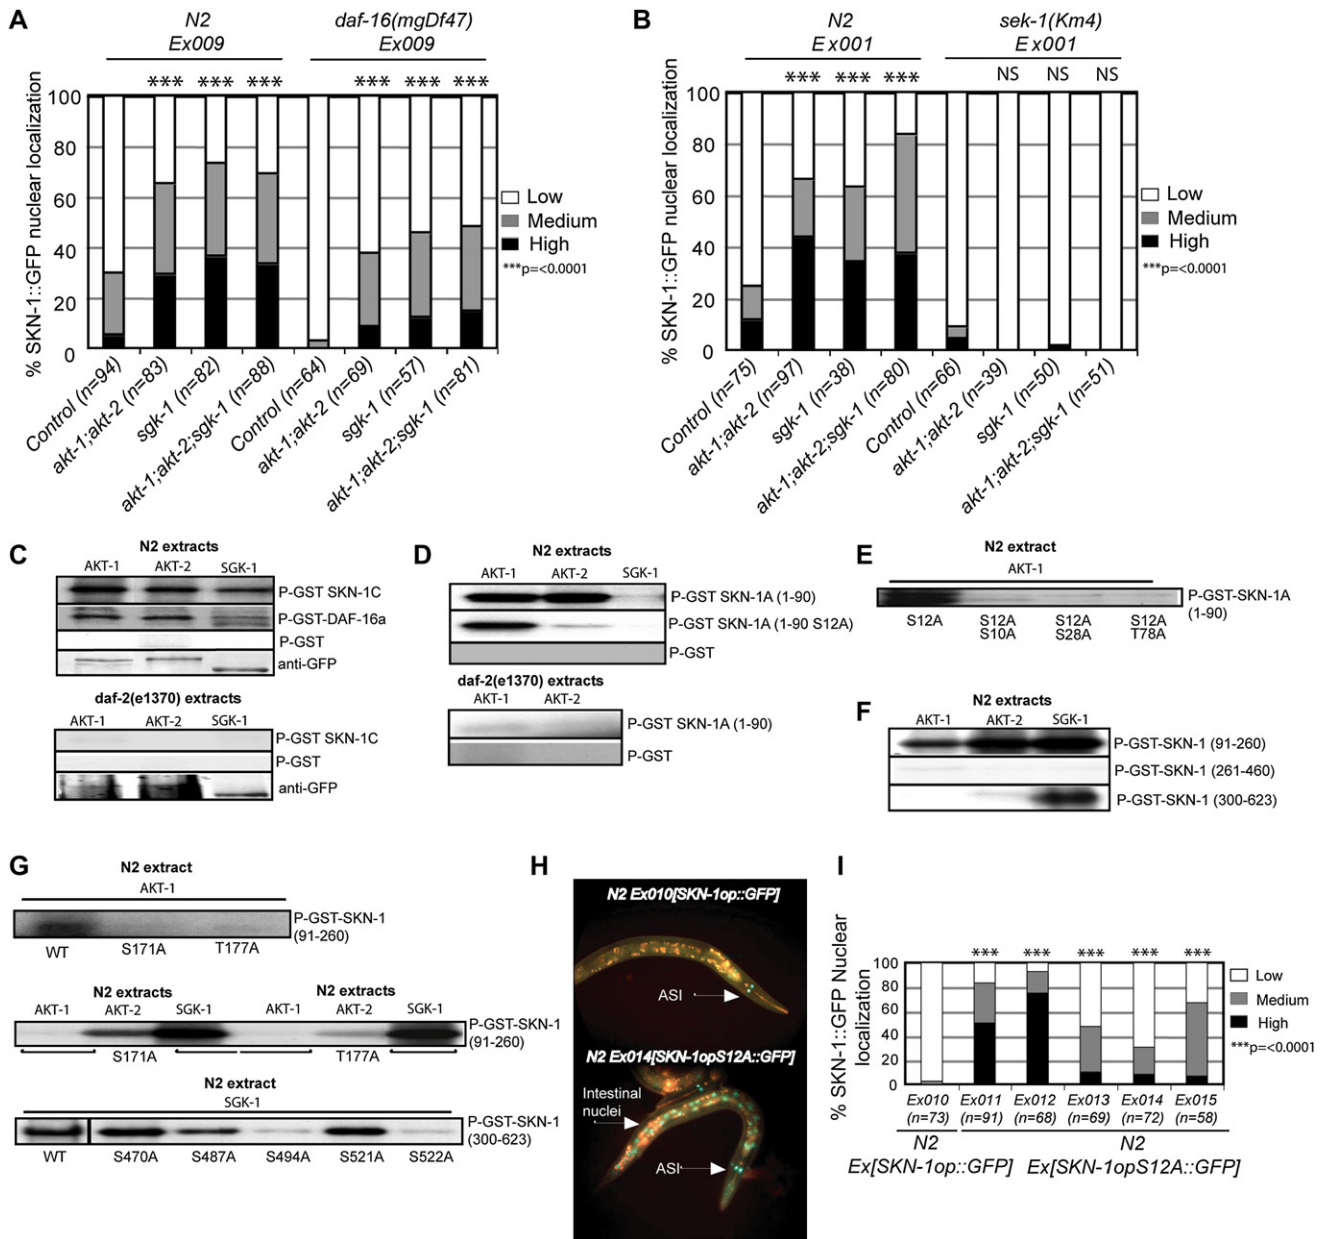 A
N2
Ex009
daf-16(mgDf47)
Ex009
*** *** *** *** *** ***
% SKN-1::GFP nuclear localization
100
80
60
40
20
0
Low
Medium
High
***p=<0.0001
Control (n=94)
akt-1;akt-2 (n=83)
sgk-1 (n=82)
akt-1;akt-2;sgk-1 (n=88)
Control (n=64)
akt-1;akt-2 (n=69)
sgk-1 (n=57)
akt-1;akt-2;sgk-1 (n=81)
B
N2
Ex001
sek-1(Km4)
Ex001
*** *** *** NS NS NS
% SKN-1::GFP nuclear localization
100
80
60
40
20
0
Low
Medium
High
***p=<0.0001
Control (n=75)
akt-1;akt-2 (n=97)
sgk-1 (n=38)
akt-1;akt-2;sgk-1 (n=80)
Control (n=66)
akt-1;akt-2 (n=39)
sgk-1 (n=50)
akt-1;akt-2;sgk-1 (n=51)
C
N2 extracts
AKT-1 AKT-2 SGK-1
P-GST SKN-1C
P-GST-DAF-16a
P-GST
anti-GFP
daf-2(e1370) extracts
AKT-1 AKT-2 SGK-1
P-GST SKN-1C
P-GST
anti-GFP
D
N2 extracts
AKT-1 AKT-2 SGK-1
P-GST SKN-1A (1-90)
P-GST SKN-1A (1-90 S12A)
P-GST
daf-2(e1370) extracts
AKT-1 AKT-2
P-GST SKN-1A (1-90)
P-GST
E
N2 extract
AKT-1
P-GST-SKN-1A
(1-90)
S12A S12A S12A S12A
S10A S28A T78A
F
N2 extracts
AKT-1 AKT-2 SGK-1
P-GST-SKN-1 (91-260)
P-GST-SKN-1 (261-460)
P-GST-SKN-1 (300-623)
G
N2 extract
AKT-1
P-GST-SKN-1
(91-260)
WT S171A T177A
N2 extracts N2 extracts
AKT-1 AKT-2 SGK-1 AKT-1 AKT-2 SGK-1
P-GST-SKN-1
(91-260)
S171A T177A
N2 extract
SGK-1
P-GST-SKN-1
(300-623)
WT S470A S487A S494A S521A S522A
H
N2 Ex010[SKN-1op::GFP]
ASI
N2 Ex014[SKN-1opS12A::GFP]
Intestinal
nuclei
ASI
I
*** *** *** *** ***
% SKN-1::GFP Nuclear
localization
100
80
60
40
20
0
Low
Medium
High
***p=<0.0001
Ex010 Ex011 Ex012 Ex013 Ex014 Ex015
(n=73) (n=91) (n=68) (n=69) (n=72) (n=58)
N2 N2
Ex[SKN-1op::GFP] Ex[SKN-1opS12A::GFP]